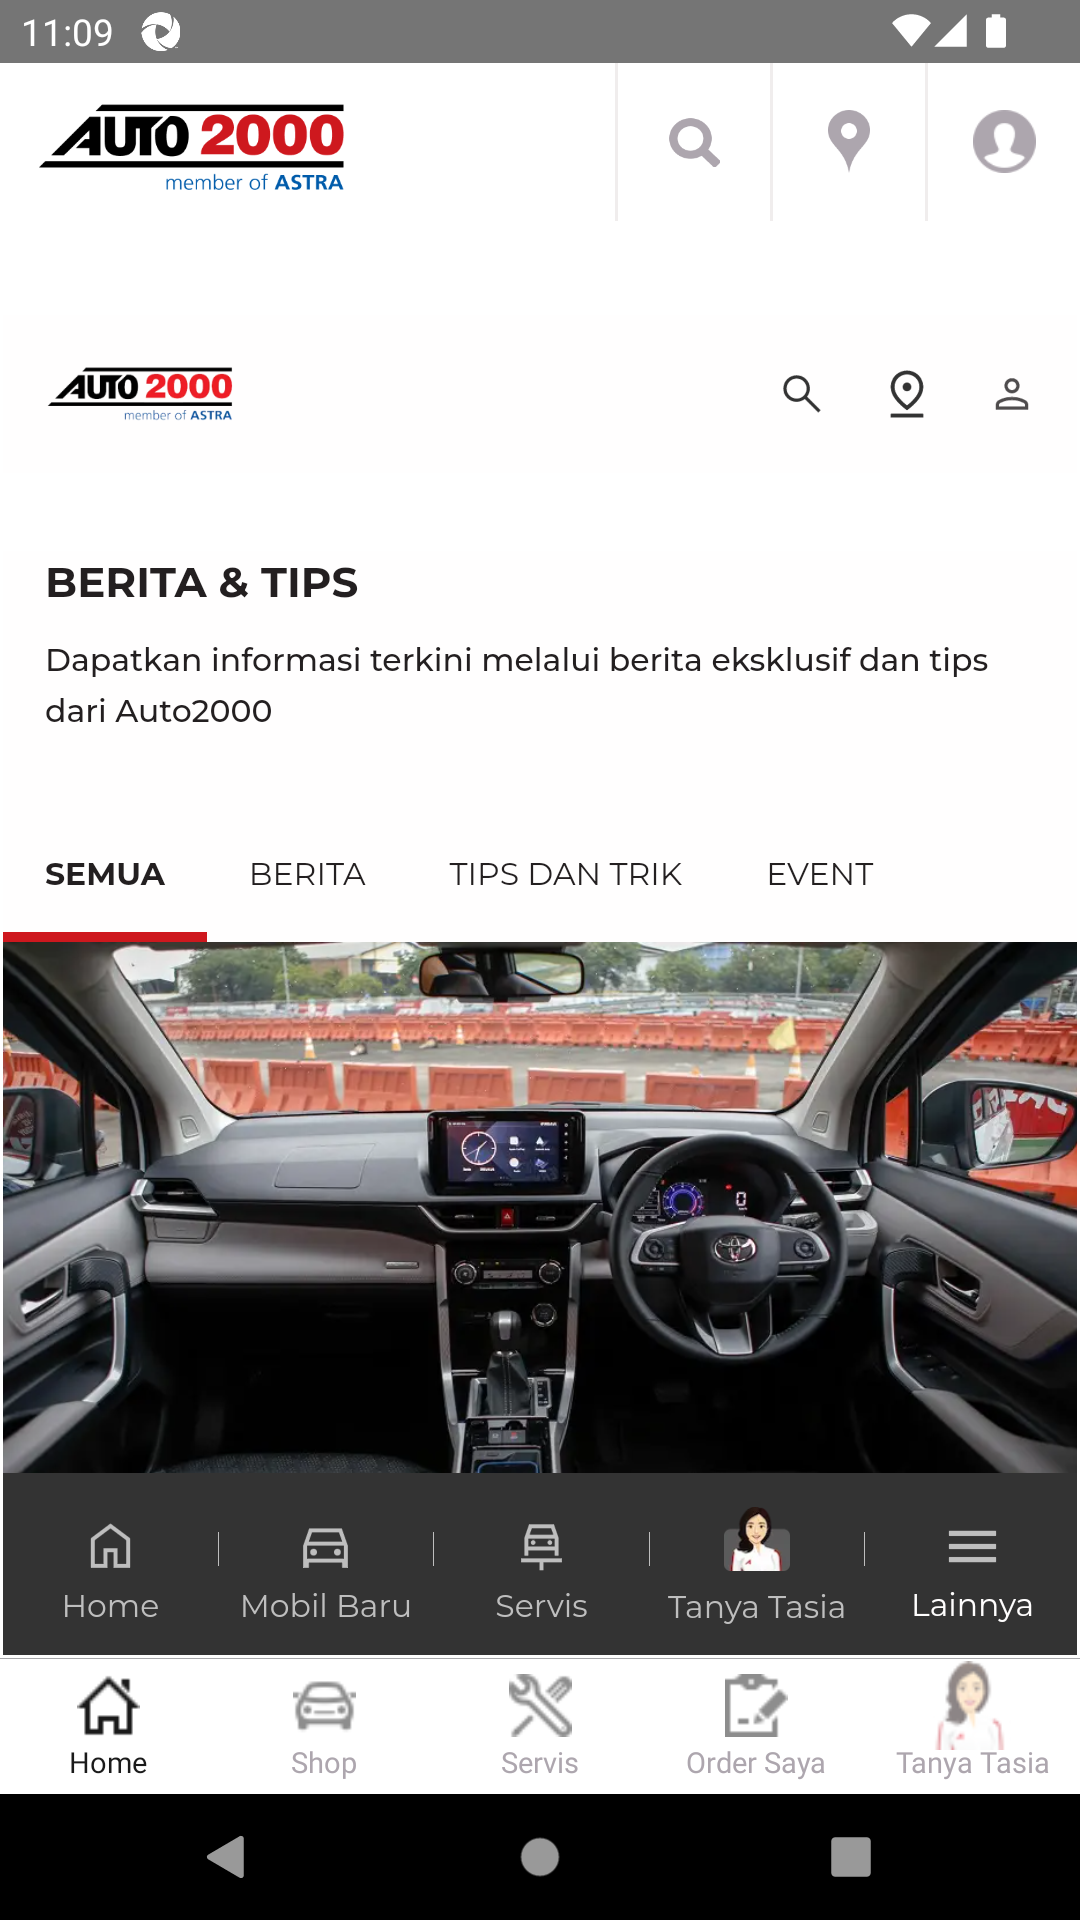 11:09
AUTO 2000
member of ASTRA
AUTO 2000
member of ASTRA
BERITA & TIPS
Dapatkan informasi terkini melalui berita eksklusif dan tips
dari Auto2000
SEMUA BERITA TIPS DAN TRIK EVENT
Home Mobil Baru Servis Tanya Tasia Lainnya
Home Shop Servis Order Saya Tanya Tasia